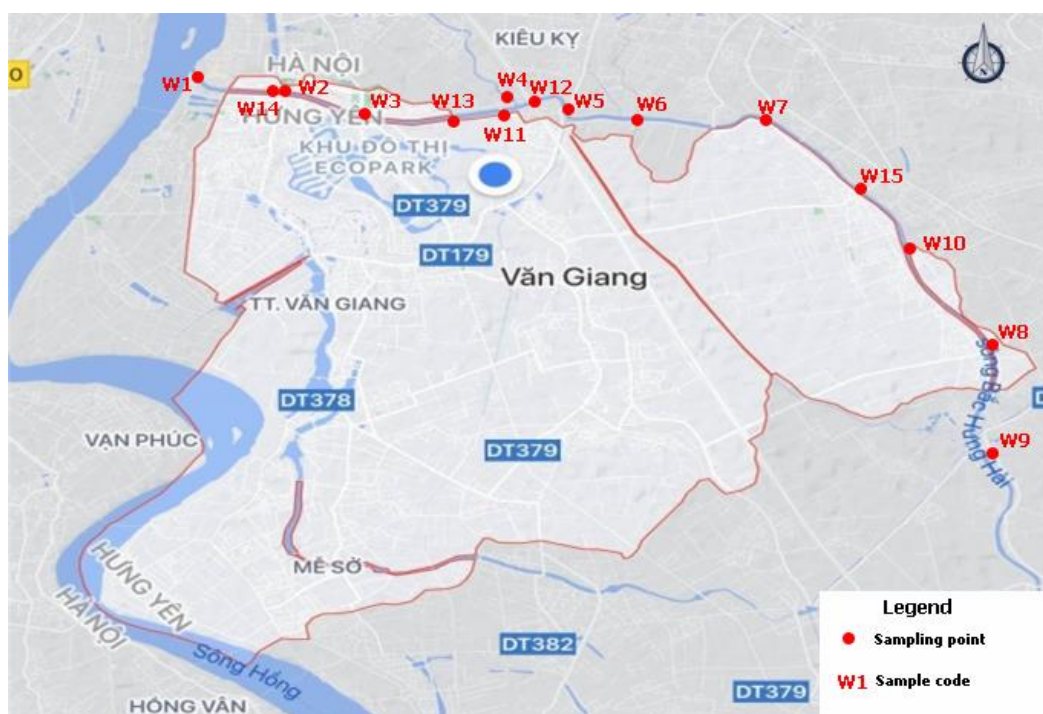 KIÊU KỴ
HÀ NỘI
W1
W4
W12
W2
W14
W3
W13
W5
W6
W7
HƯNG YÊN
W11
KHU ĐÔ THỊ
ECOPARK
W15
DT379
DT179
W10
Văn Giang
TT. VĂN GIANG
W8
Sông Bắc Hưng Hải
DT378
VẠN PHÚC
DT379
W9
HƯNG YÊN
HÀ NỘI
MỄ SỞ
Sông Hồng
DT382
HỒNG VÂN
DT379
Legend
Sampling point
W1 Sample code